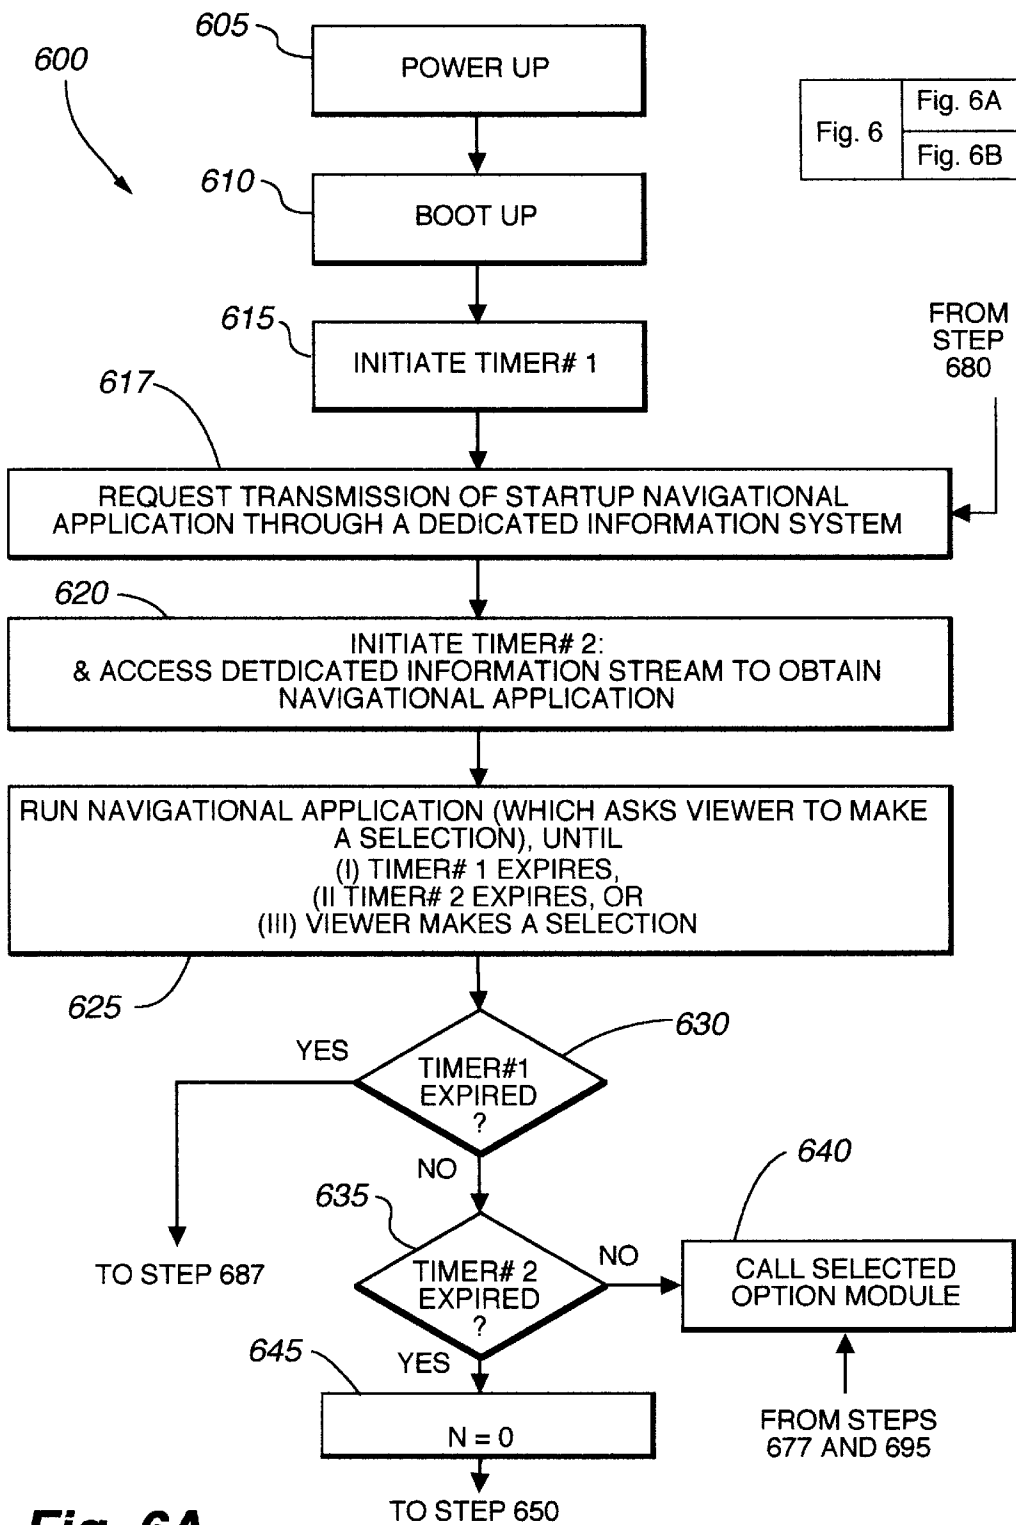 600
605
POWER UP
Fig. 6
Fig. 6A
Fig. 6B
610
BOOT UP
615
INITIATE TIMER# 1
FROM
STEP
680
617
REQUEST TRANSMISSION OF STARTUP NAVIGATIONAL
APPLICATION THROUGH A DEDICATED INFORMATION SYSTEM
620
INITIATE TIMER# 2:
& ACCESS DETDICATED INFORMATION STREAM TO OBTAIN
NAVIGATIONAL APPLICATION
RUN NAVIGATIONAL APPLICATION (WHICH ASKS VIEWER TO MAKE
A SELECTION), UNTIL
(I) TIMER# 1 EXPIRES,
(II TIMER# 2 EXPIRES, OR
(III) VIEWER MAKES A SELECTION
625
630
YES
TIMER#1
EXPIRED
?
NO
TO STEP 687
635
TIMER# 2
EXPIRED
?
NO
640
CALL SELECTED
OPTION MODULE
YES
645
N = 0
FROM STEPS
677 AND 695
TO STEP 650
Fig. 6A